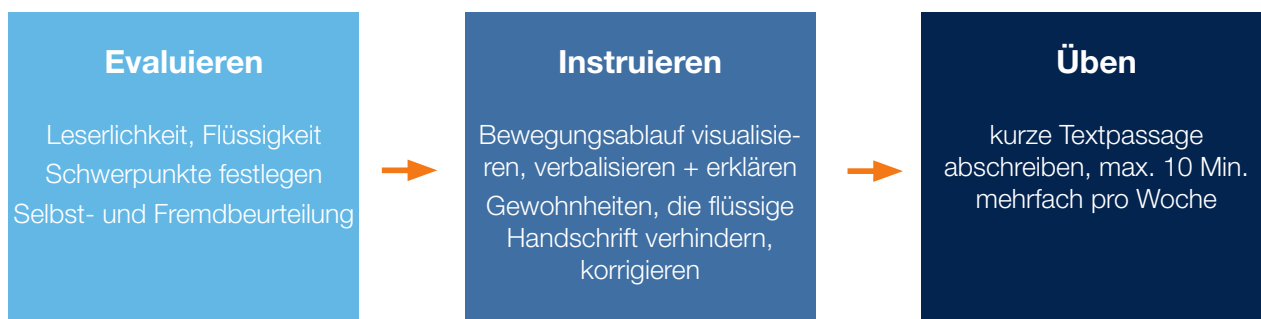 Evaluieren
Leserlichkeit, Flüssigkeit
Schwerpunkte festlegen
Selbst- und Fremdbeurteilung
Instruieren
Bewegungsablauf visualisie-
ren, verbalisieren + erklären
Gewohnheiten, die flüssige
Handschrift verhindern,
korrigieren
Üben
kurze Textpassage
abschreiben, max. 10 Min.
mehrfach pro Woche